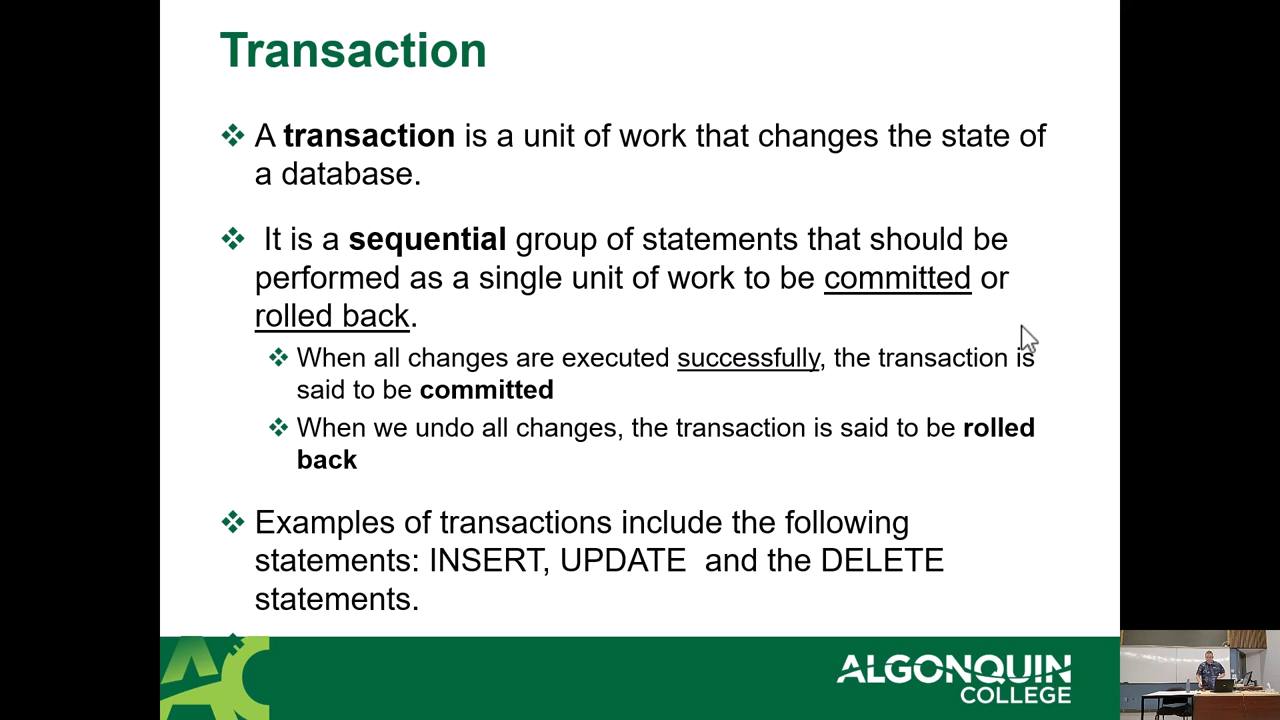 Transaction
A transaction is a unit of work that changes the state of
a database.
It is a sequential group of statements that should be
performed as a single unit of work to be committed or
rolled back.
When all changes are executed successfully, the transaction is
said to be committed
When we undo all changes, the transaction is said to be rolled
back
Examples of transactions include the following
statements: INSERT, UPDATE and the DELETE
statements.
AC
ALGONQUIN
COLLEGE